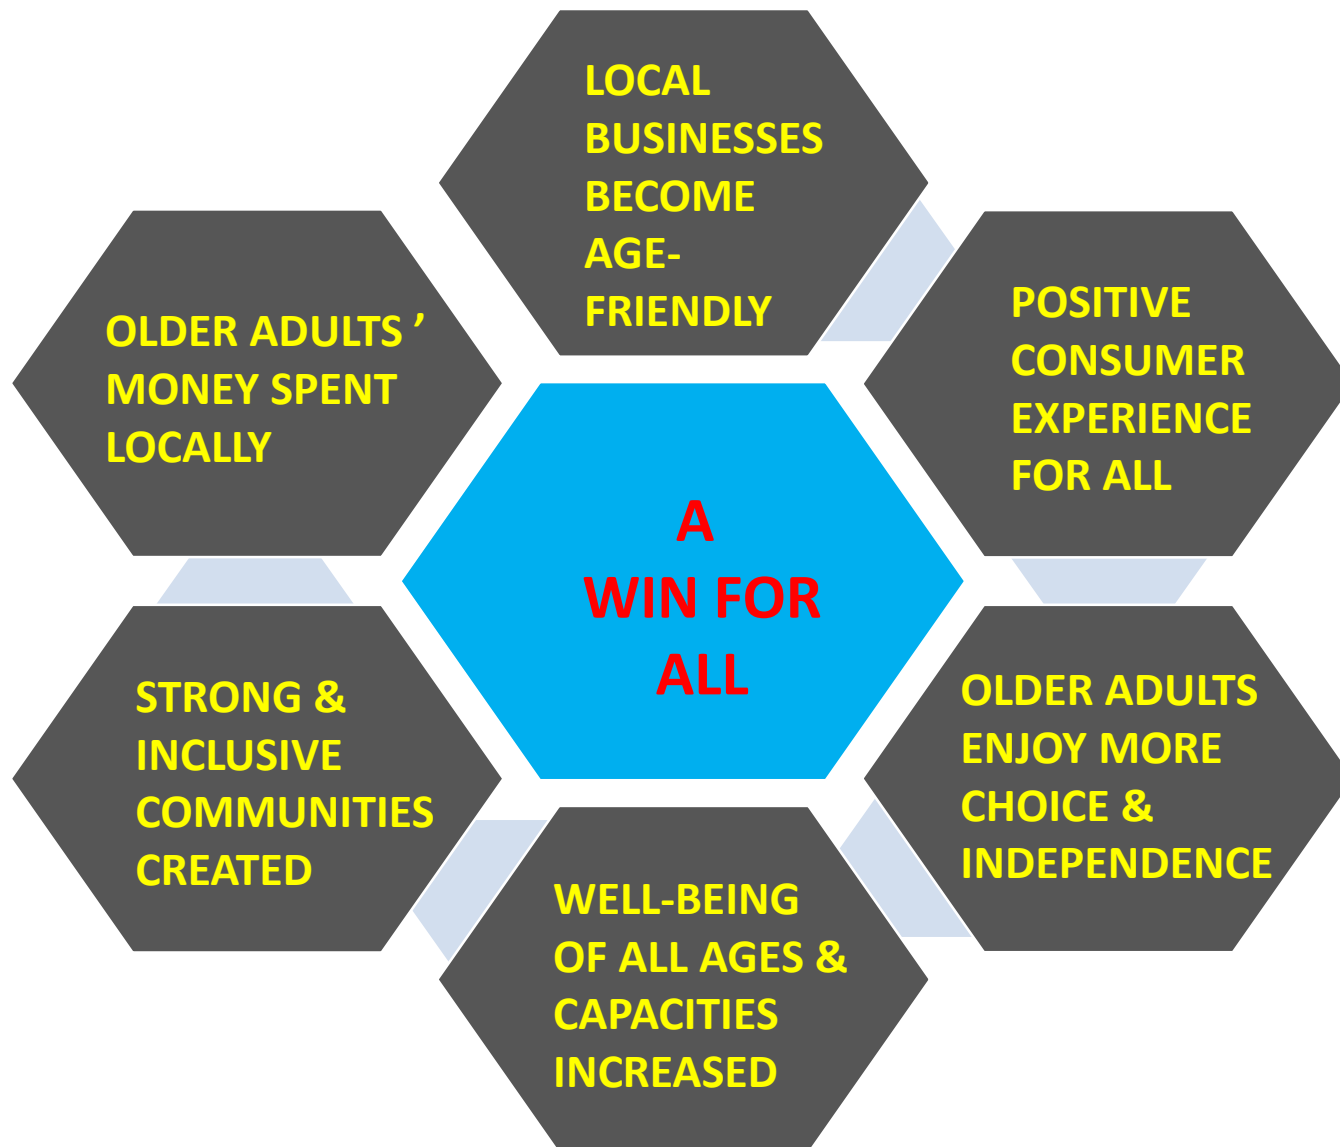 LOCAL
BUSINESSES
BECOME
AGE-
FRIENDLY
POSITIVE
CONSUMER
EXPERIENCE
FOR ALL
OLDER ADULTS
ENJOY MORE
CHOICE &
INDEPENDENCE
WELL-BEING
OF ALL AGES &
CAPACITIES
INCREASED
STRONG &
INCLUSIVE
COMMUNITIES
CREATED
OLDER ADULTS ’
MONEY SPENT
LOCALLY
A
WIN FOR
ALL